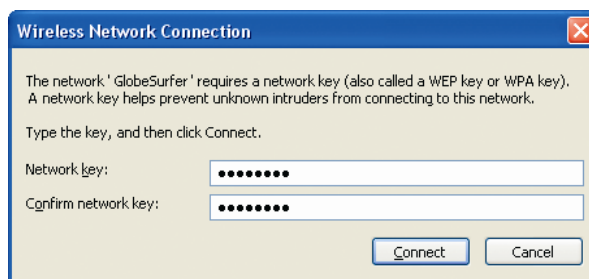 Wireless Network Connection
The network ' GlobeSurfer ' requires a network key (also called a WEP key or WPA key).
A network key helps prevent unknown intruders from connecting to this network.
Type the key, and then click Connect.
Network key: ●●●●●●●●
Confirm network key: ●●●●●●●●
Connect Cancel